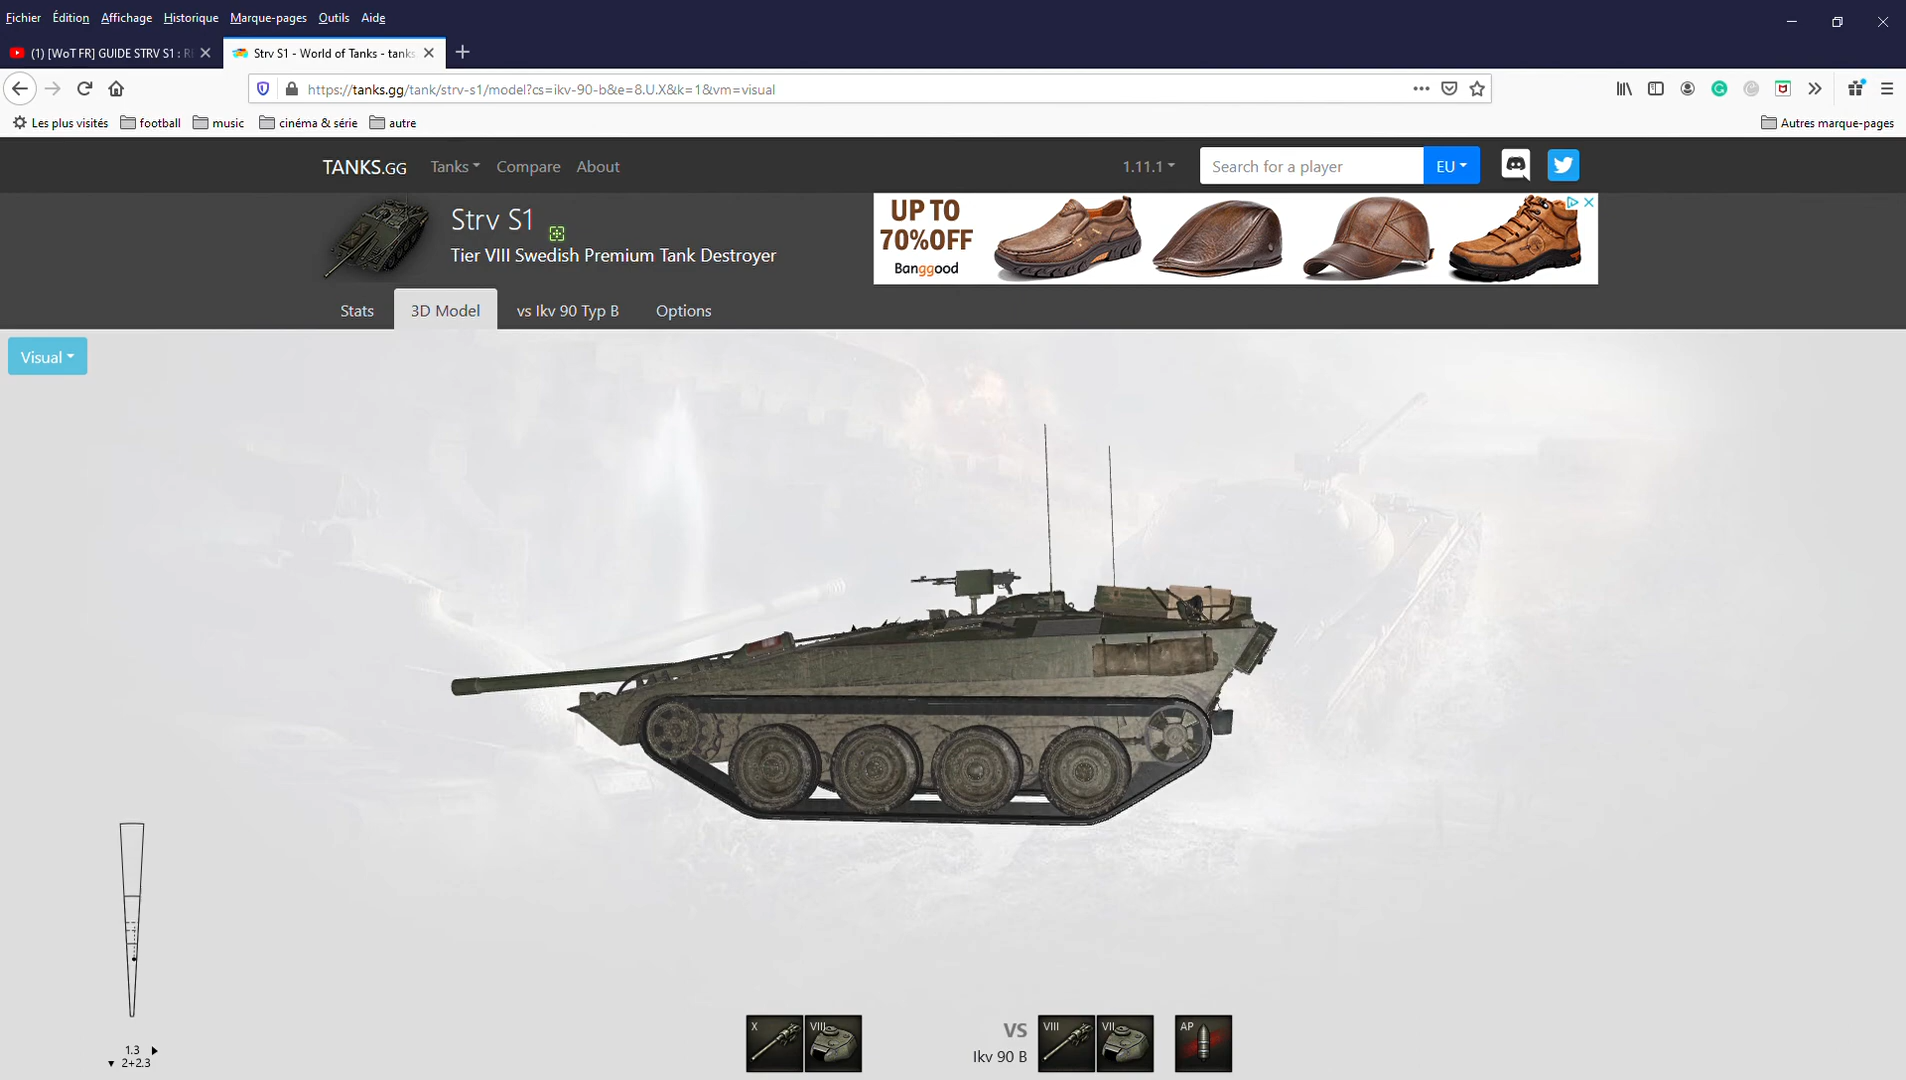 Fichier Édition Affichage Historique Marque-pages Outils Aide
(1) [WoT FR] GUIDE STRV S1 : Strv S1 - World of Tanks - tanks
https://tanks.gg/tank/strv-s1/model?cs=ikv-90-b&e=8.U.X&k=1&vm=visual
Les plus visités football music cinéma & série autre Autres marque-pages
TANKS.GG Tanks Compare About 1.11.1 Search for a player EU
Strv S1
Tier VIII Swedish Premium Tank Destroyer
UP TO
70%OFF
Banggood
Stats 3D Model vs Ikv 90 Typ B Options
Visual
1.3
2+2.3
X VIII VS VIII VII AP
Ikv 90 B